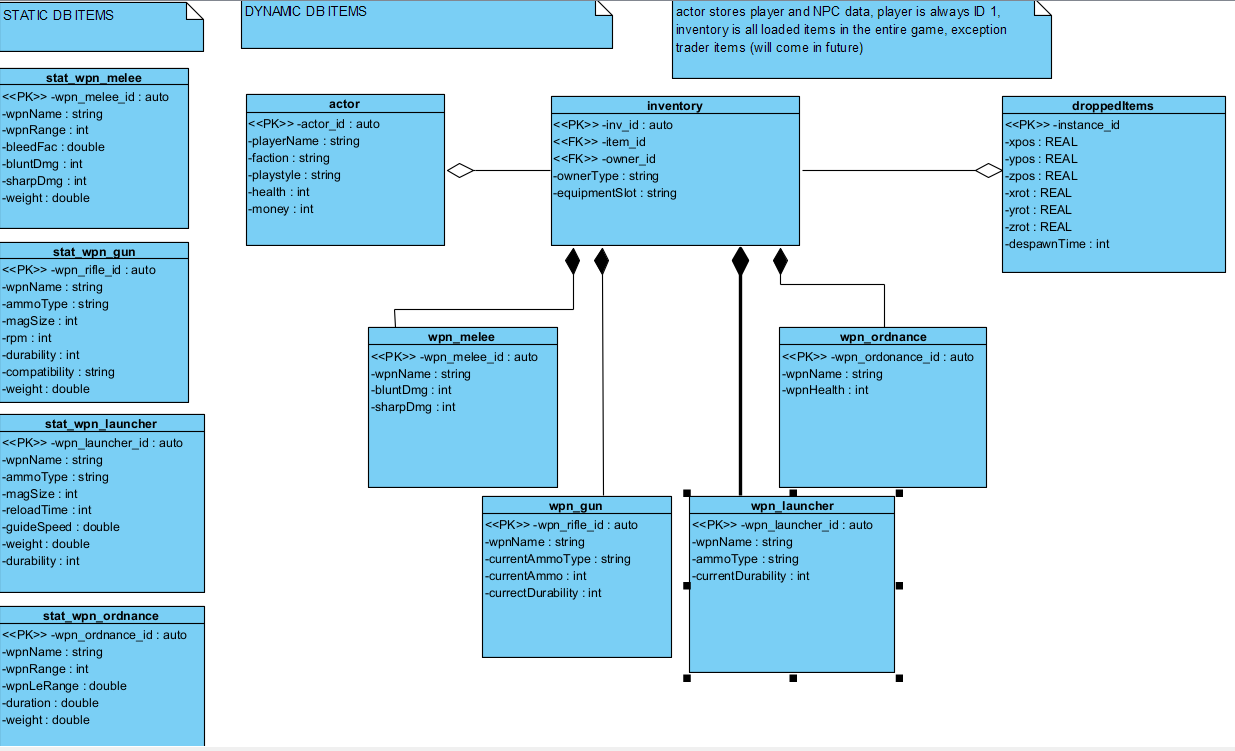 STATIC DB ITEMS
DYNAMIC DB ITEMS
actor stores player and NPC data, player is always ID 1,
inventory is all loaded items in the entire game, exception
trader items (will come in future)
stat_wpn_melee
<<PK>> -wpn_melee_id : auto
-wpnName : string
-wpnRange : int
-bleedFac : double
-bluntDmg : int
-sharpDmg : int
-weight : double
stat_wpn_gun
<<PK>> -wpn_rifle_id : auto
-wpnName : string
-ammoType : string
-magSize : int
-rpm : int
-durability : int
-compatibility : string
-weight : double
stat_wpn_launcher
<<PK>> -wpn_launcher_id : auto
-wpnName : string
-ammoType : string
-magSize : int
-reloadTime : int
-guideSpeed : double
-weight : double
-durability : int
stat_wpn_ordnance
<<PK>> -wpn_ordnance_id : auto
-wpnName : string
-wpnRange : int
-wpnLeRange : double
-duration : double
-weight : double
actor
<<PK>> -actor_id : auto
-playerName : string
-faction : string
-playstyle : string
-health : int
-money : int
inventory
<<PK>> -inv_id : auto
<<FK>> -item_id
<<FK>> -owner_id
-ownerType : string
-equipmentSlot : string
droppedItems
<<PK>> -instance_id
-xpos : REAL
-ypos : REAL
-zpos : REAL
-xrot : REAL
-yrot : REAL
-zrot : REAL
-despawnTime : int
wpn_melee
<<PK>> -wpn_melee_id : auto
-wpnName : string
-bluntDmg : int
-sharpDmg : int
wpn_ordnance
<<PK>> -wpn_ordonance_id : auto
-wpnName : string
-wpnHealth : int
wpn_gun
<<PK>> -wpn_rifle_id : auto
-wpnName : string
-currentAmmoType : string
-currentAmmo : int
-currectDurability : int
wpn_launcher
<<PK>> -wpn_launcher_id : auto
-wpnName : string
-ammoType : string
-currentDurability : int